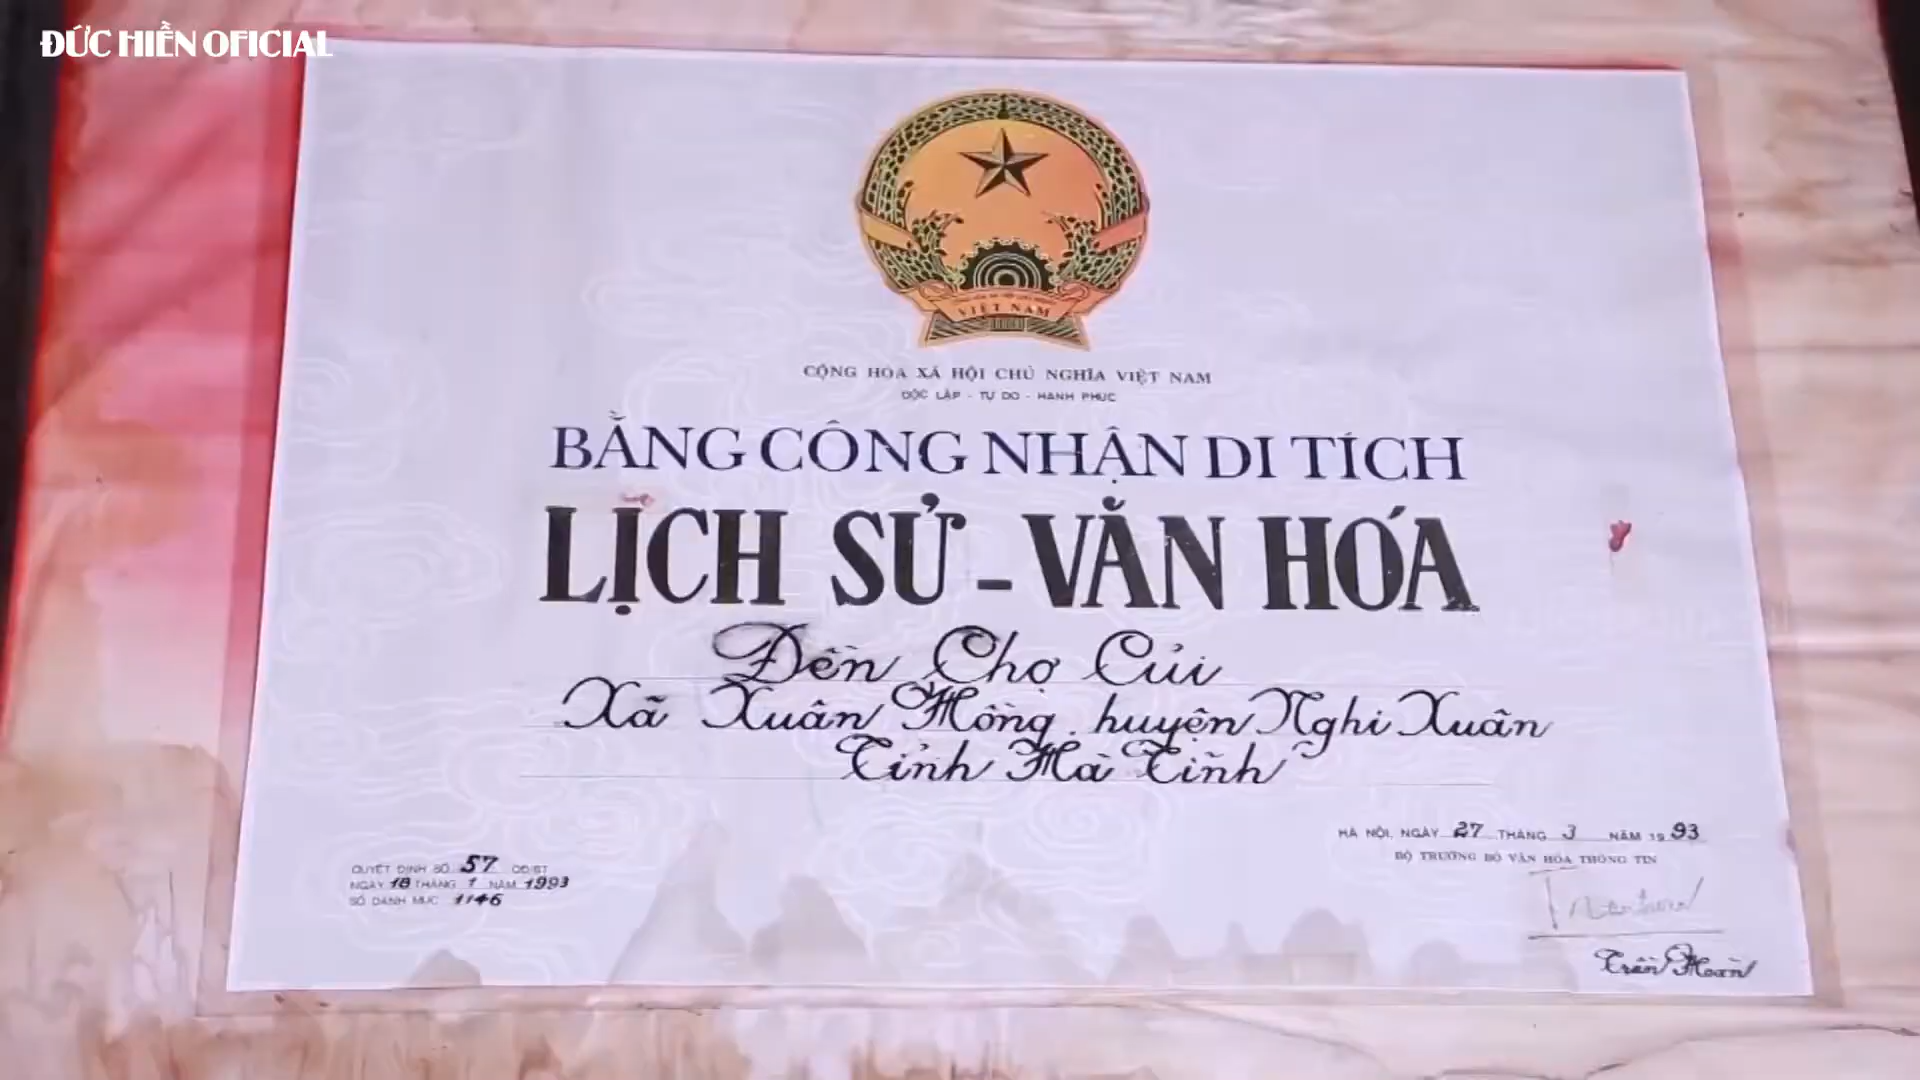 ĐỨC HIỀN OFICIAL
VIỆT NAM
CỘNG HÒA XÃ HỘI CHỦ NGHĨA VIỆT NAM
ĐỘC LẬP - TỰ DO - HẠNH PHÚC
BẰNG CÔNG NHẬN DI TÍCH
LỊCH SỬ - VĂN HÓA
Đền Chợ Củi
Xã Xuân Hồng, huyện Nghi Xuân
Tỉnh Hà Tĩnh
HÀ NỘI, NGÀY 27 THÁNG 3 NĂM 1993
BỘ TRƯỞNG BỘ VĂN HÓA THÔNG TIN
QUYẾT ĐỊNH SỐ 57 QĐ/BT
NGÀY 18 THÁNG 1 NĂM 1993
SỐ DANH MỤC 1146
Trần Hoàn